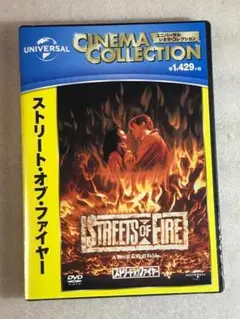 UNIVERSAL
CINEMA
COLLECTION
ユニバーサル
シネマ・コレクション
¥1,429
ストリート・オブ・ファイヤー
STREETS OF FIRE
A Rock & Roll Fable
DVD
ストリート・オブ・ファイヤー
UNIVERSAL